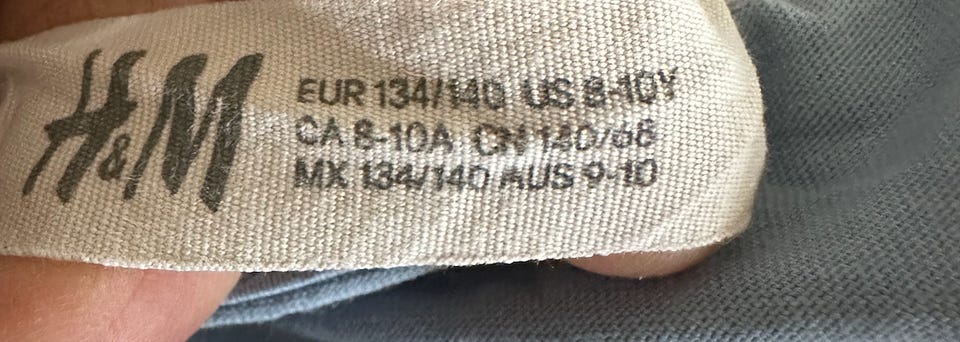 H&M
EUR 134/140 US 8-10Y
CA 8-10A CN 140/68
MX 134/140 AUS 9-10